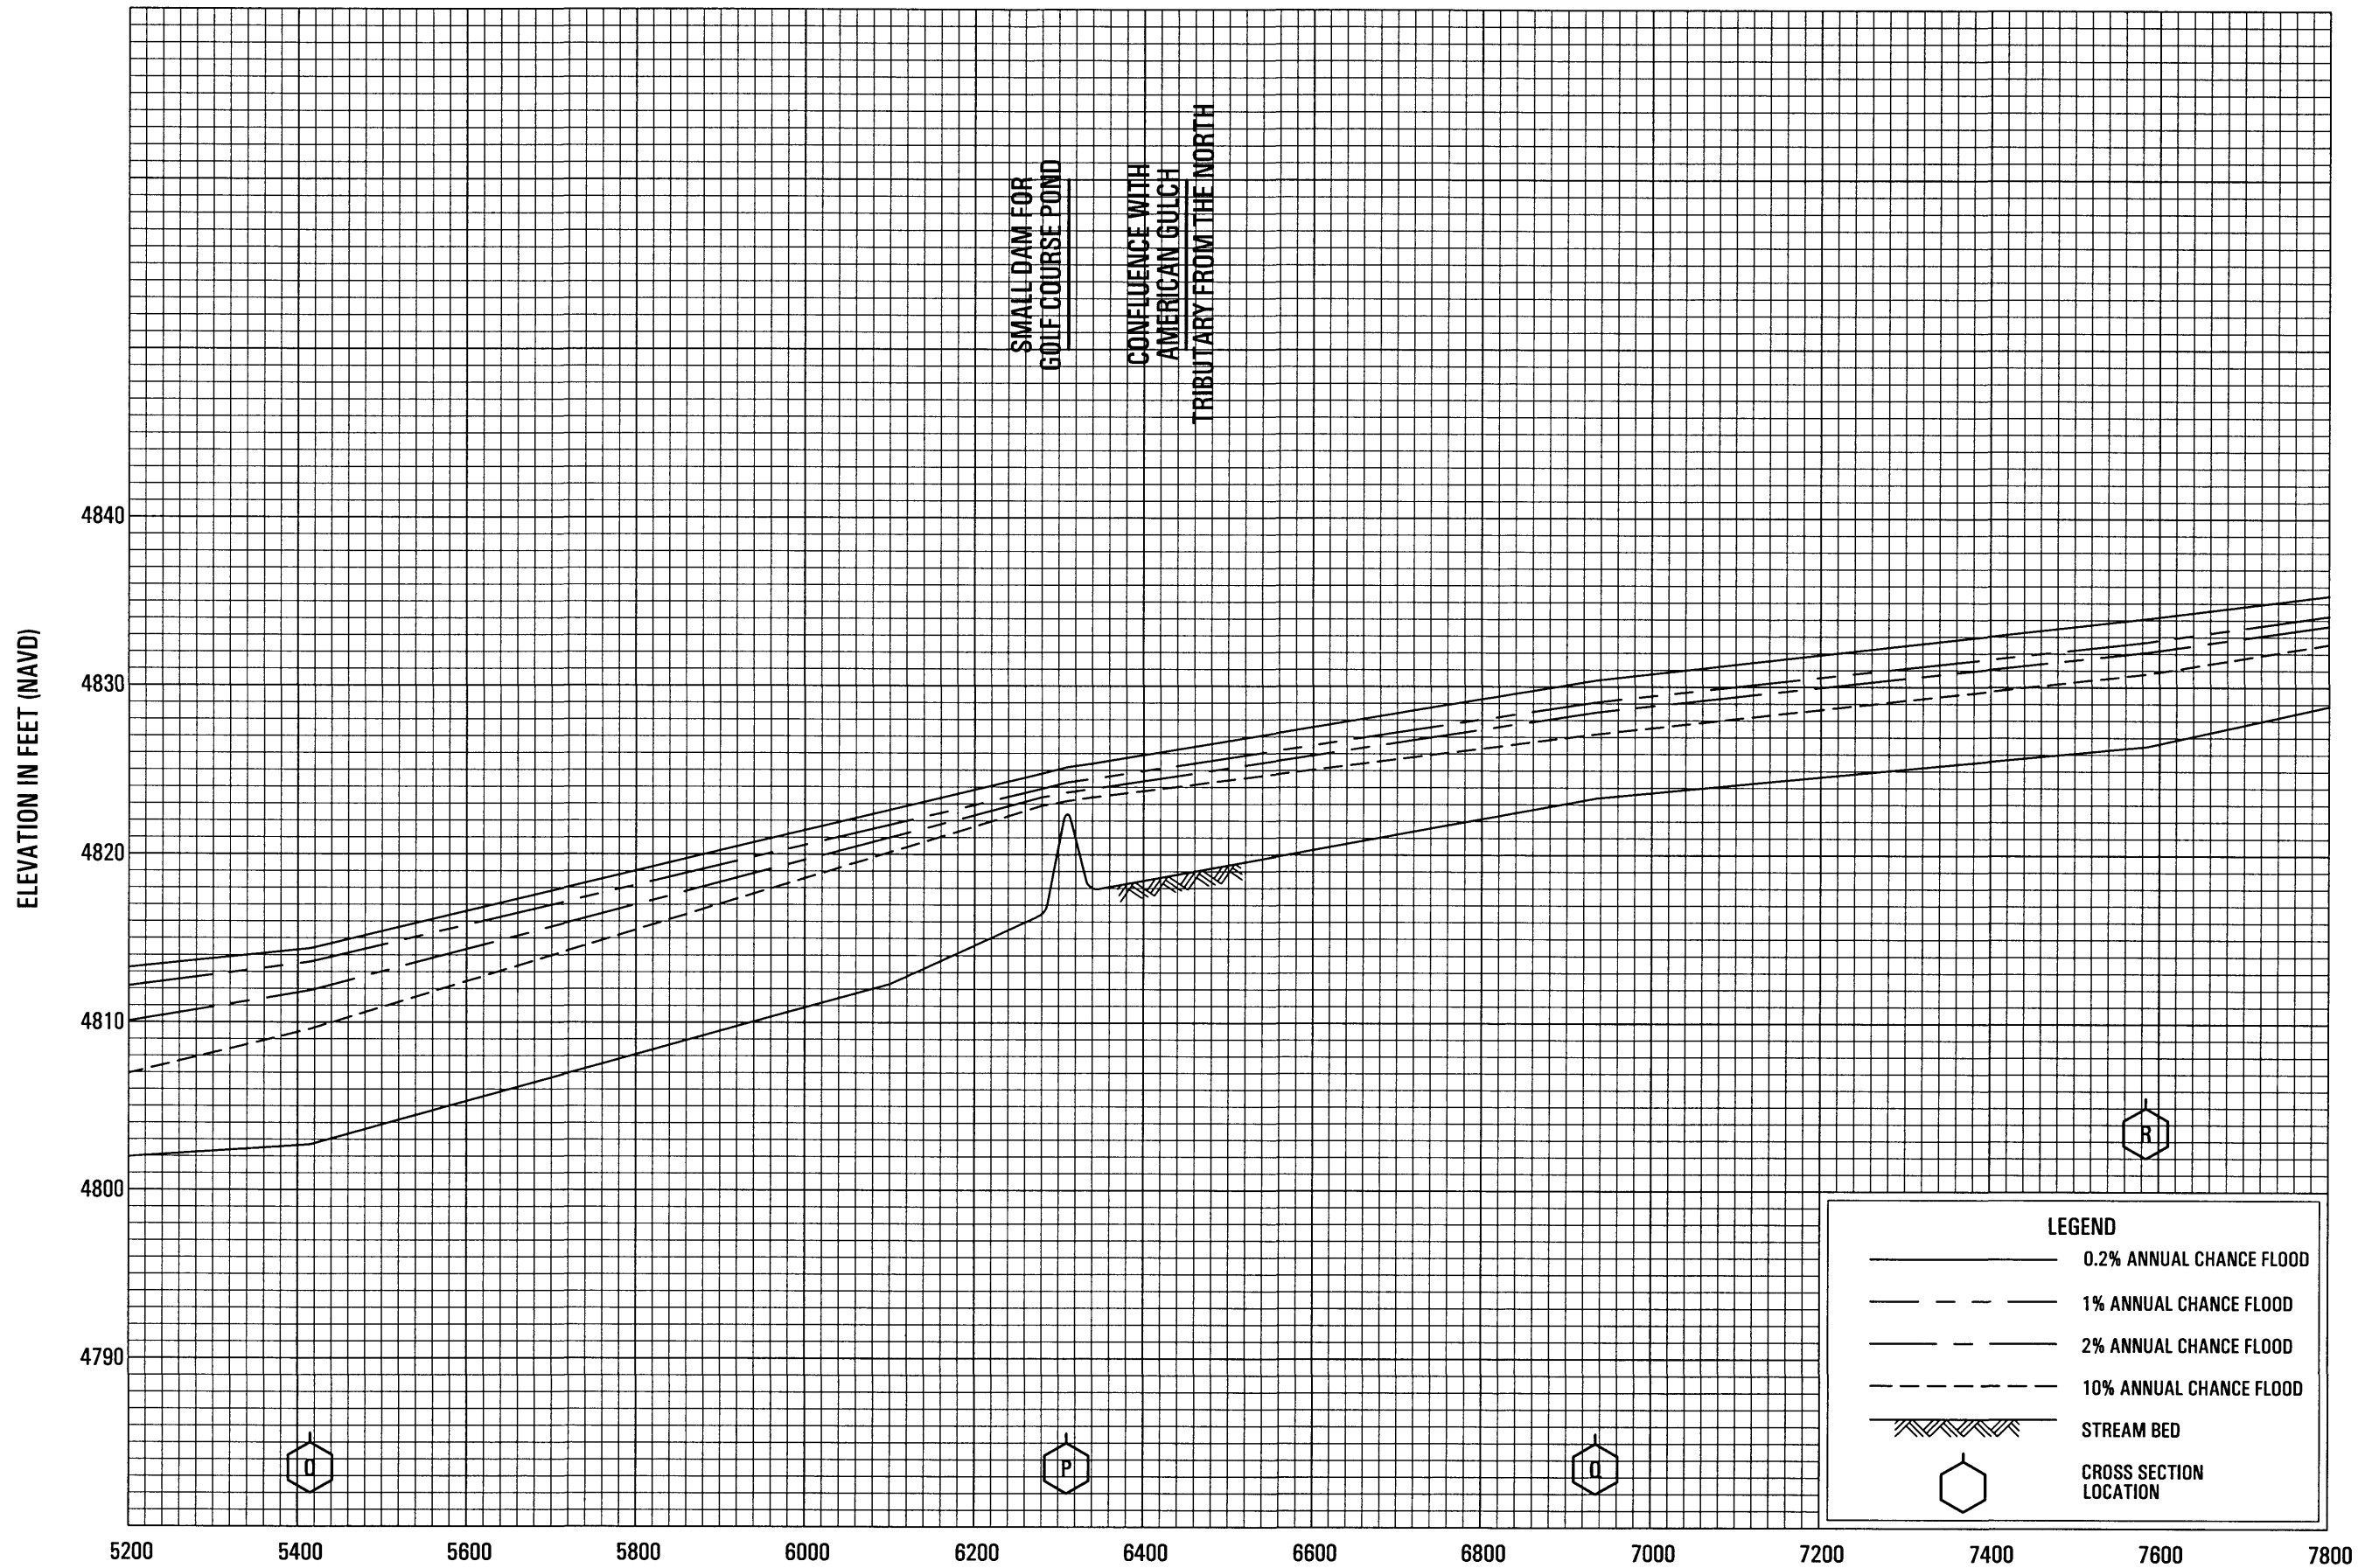 SMALL DAM FOR
GOLF COURSE POND
CONFLUENCE WITH
AMERICAN GULCH
TRIBUTARY FROM THE NORTH
ELEVATION IN FEET (NAVD)
4840
4830
4820
4810
4800
4790
R
O
P
Q
LEGEND
0.2% ANNUAL CHANCE FLOOD
1% ANNUAL CHANCE FLOOD
2% ANNUAL CHANCE FLOOD
10% ANNUAL CHANCE FLOOD
STREAM BED
CROSS SECTION
LOCATION
5200 5400 5600 5800 6000 6200 6400 6600 6800 7000 7200 7400 7600 7800